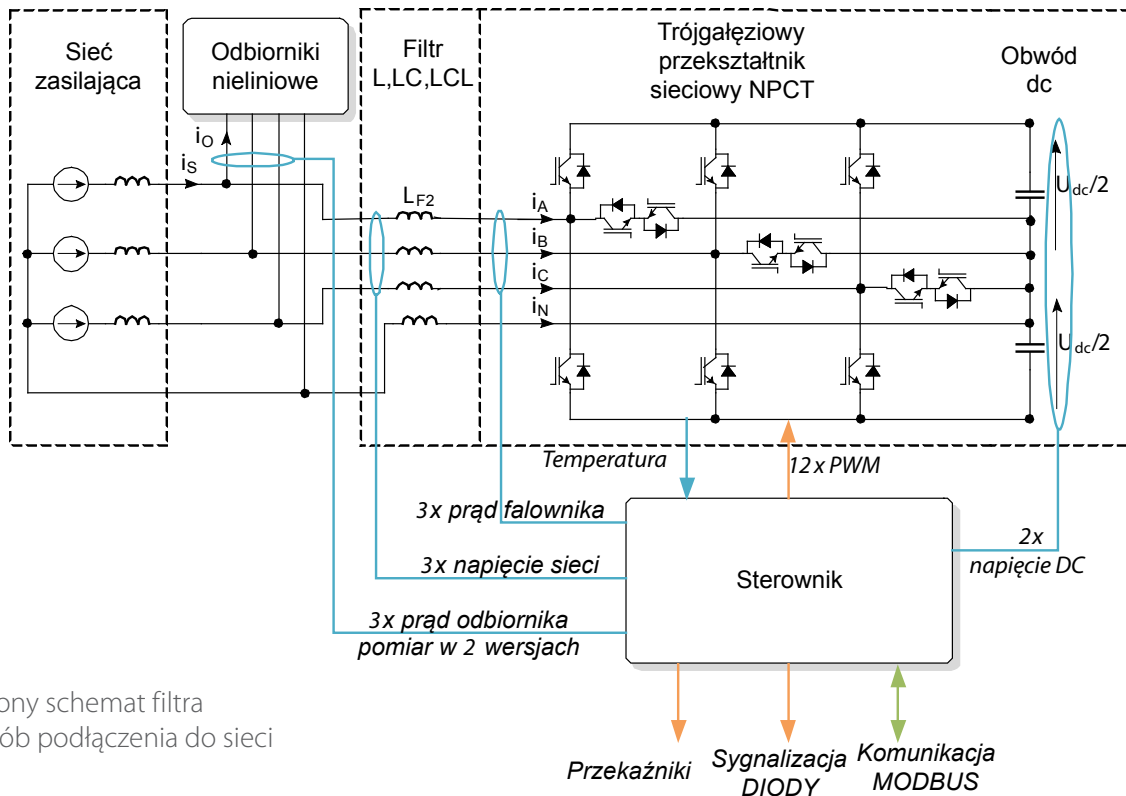 Sieć
zasilająca
Odbiorniki
nieliniowe
Filtr
L,LC,LCL
Trójgałęziowy
przekształtnik
sieciowy NPCT
Obwód
dc
iO
iS
LF2
iA
iB
iC
iN
Udc/2
Udc/2
Temperatura
12x PWM
3x prąd falownika
3x napięcie sieci
3x prąd odbiornika
pomiar w 2 wersjach
Sterownik
2x
napięcie DC
ony schemat filtra
ób podłączenia do sieci
Przekaźniki
Sygnalizacja
DIODY
Komunikacja
MODBUS